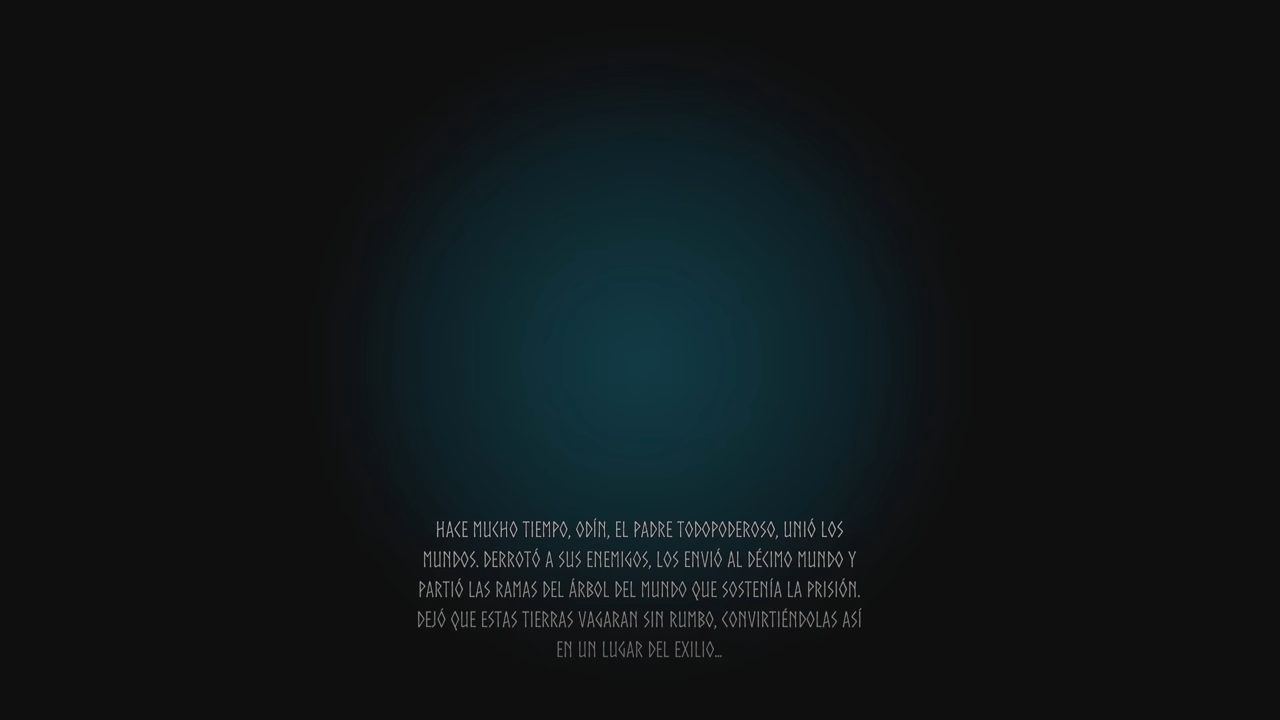 HACE MUCHO TIEMPO, ODÍN, EL PADRE TODOPODEROSO, UNIÓ LOS
MUNDOS. DERROTÓ A SUS ENEMIGOS, LOS ENVIÓ AL DÉCIMO MUNDO Y
PARTIÓ LAS RAMAS DEL ÁRBOL DEL MUNDO QUE SOSTENÍA LA PRISIÓN.
DEJÓ QUE ESTAS TIERRAS VAGARAN SIN RUMBO, CONVIRTIÉNDOLAS ASÍ
EN UN LUGAR DEL EXILIO...